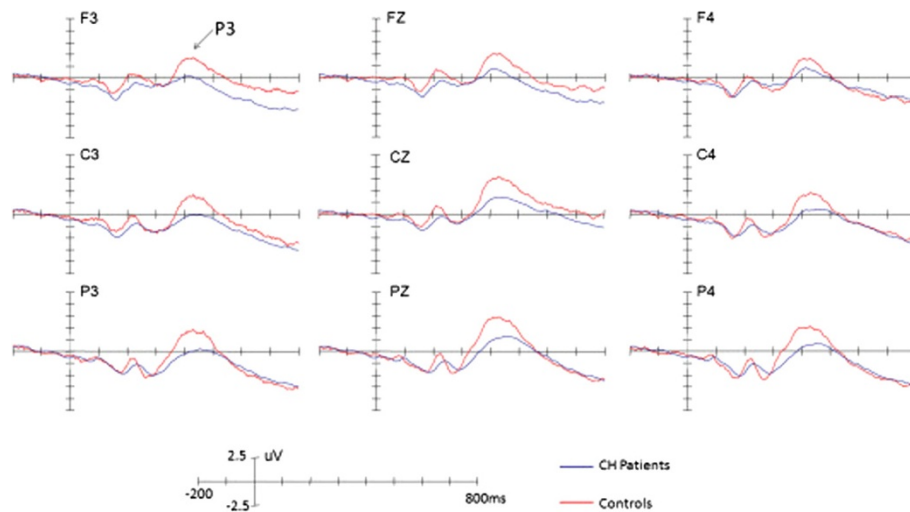 F3
P3
FZ
F4
C3
CZ
C4
P3
PZ
P4
2.5 uV
-200
800ms
-2.5
CH Patients
Controls